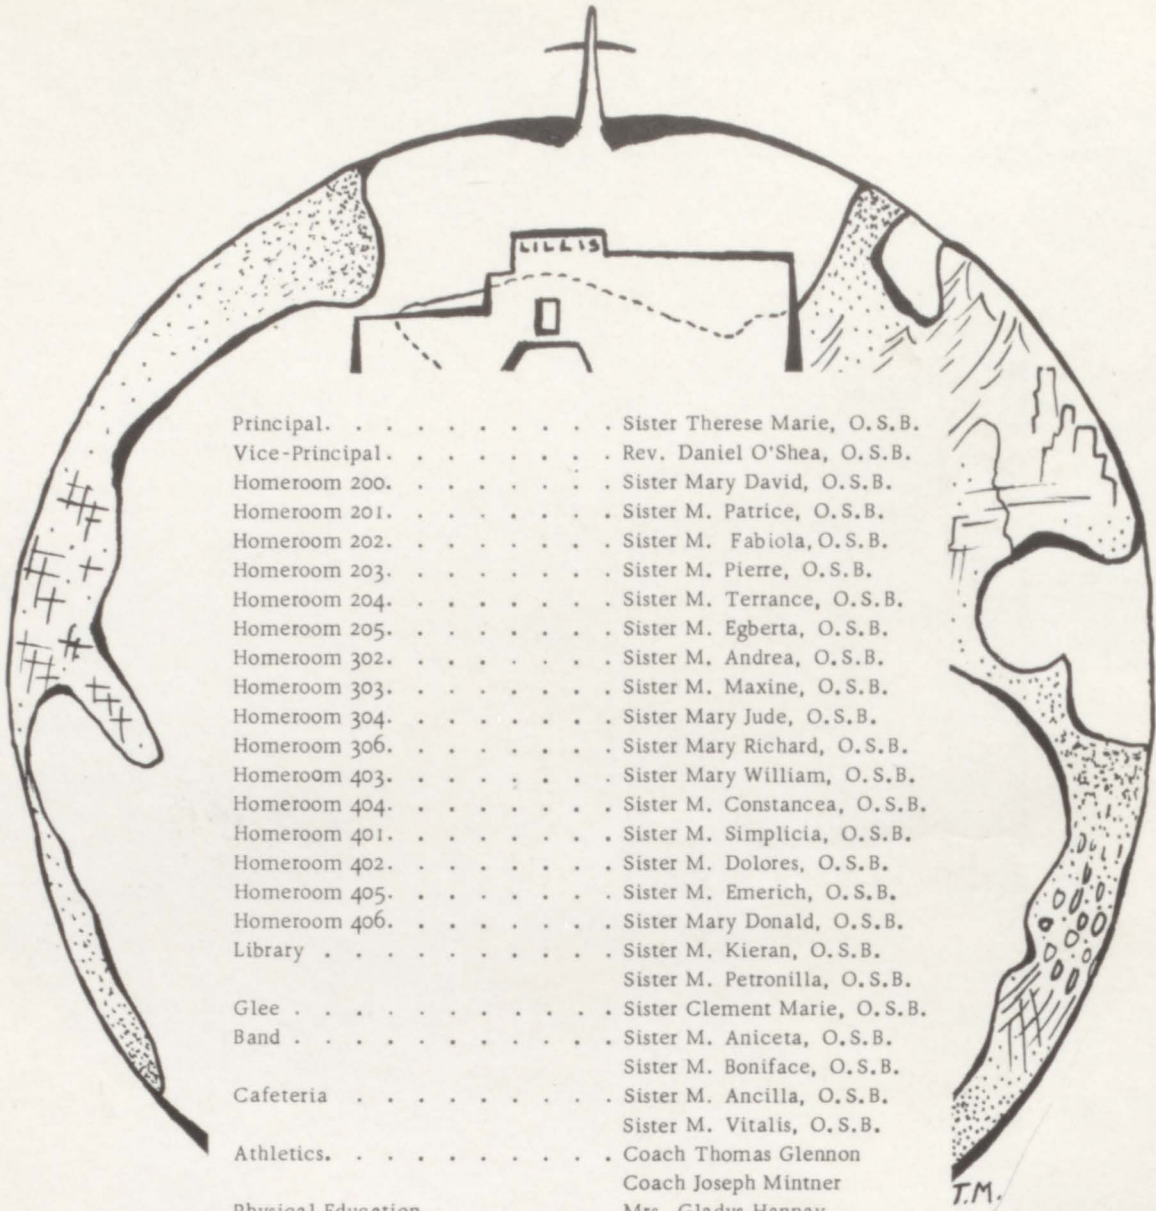 LILLIS
Principal. . . . . . . . . . Sister Therese Marie, O.S.B.
Vice-Principal. . . . . . . . Rev. Daniel O'Shea, O.S.B.
Homeroom 200. . . . . . . . Sister Mary David, O.S.B.
Homeroom 201. . . . . . . . Sister M. Patrice, O.S.B.
Homeroom 202. . . . . . . . Sister M. Fabiola, O.S.B.
Homeroom 203. . . . . . . . Sister M. Pierre, O.S.B.
Homeroom 204. . . . . . . . Sister M. Terrance, O.S.B.
Homeroom 205. . . . . . . . Sister M. Egberta, O.S.B.
Homeroom 302. . . . . . . . Sister M. Andrea, O.S.B.
Homeroom 303. . . . . . . . Sister M. Maxine, O.S.B.
Homeroom 304. . . . . . . . Sister Mary Jude, O.S.B.
Homeroom 306. . . . . . . . Sister Mary Richard, O.S.B.
Homeroom 403. . . . . . . . Sister Mary William, O.S.B.
Homeroom 404. . . . . . . . Sister M. Constancea, O.S.B.
Homeroom 401. . . . . . . . Sister M. Simplicia, O.S.B.
Homeroom 402. . . . . . . . Sister M. Dolores, O.S.B.
Homeroom 405. . . . . . . . Sister M. Emerich, O.S.B.
Homeroom 406. . . . . . . . Sister Mary Donald, O.S.B.
Library . . . . . . . . . . Sister M. Kieran, O.S.B.
Sister M. Petronilla, O.S.B.
Glee . . . . . . . . . . . Sister Clement Marie, O.S.B.
Band . . . . . . . . . . . Sister M. Aniceta, O.S.B.
Sister M. Boniface, O.S.B.
Cafeteria . . . . . . . . . Sister M. Ancilla, O.S.B.
Sister M. Vitalis, O.S.B.
Athletics. . . . . . . . . . Coach Thomas Glennon
Coach Joseph Mintner
T.M.
Physical Education Mrs. Gladys Hannay